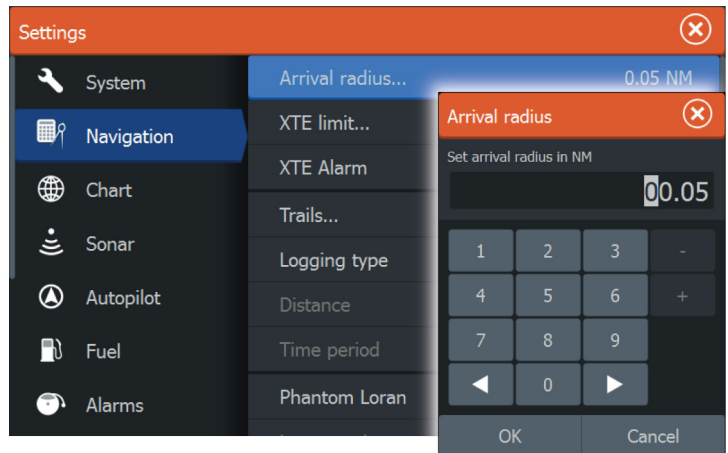 Settings
System
Navigation
Chart
Sonar
Autopilot
Fuel
Alarms
Arrival radius... 0.05 NM
XTE limit...
XTE Alarm
Trails...
Logging type
Distance
Time period
Phantom Loran
Arrival radius
Set arrival radius in NM
00.05
1 2 3 -
4 5 6 +
7 8 9
0
OK Cancel